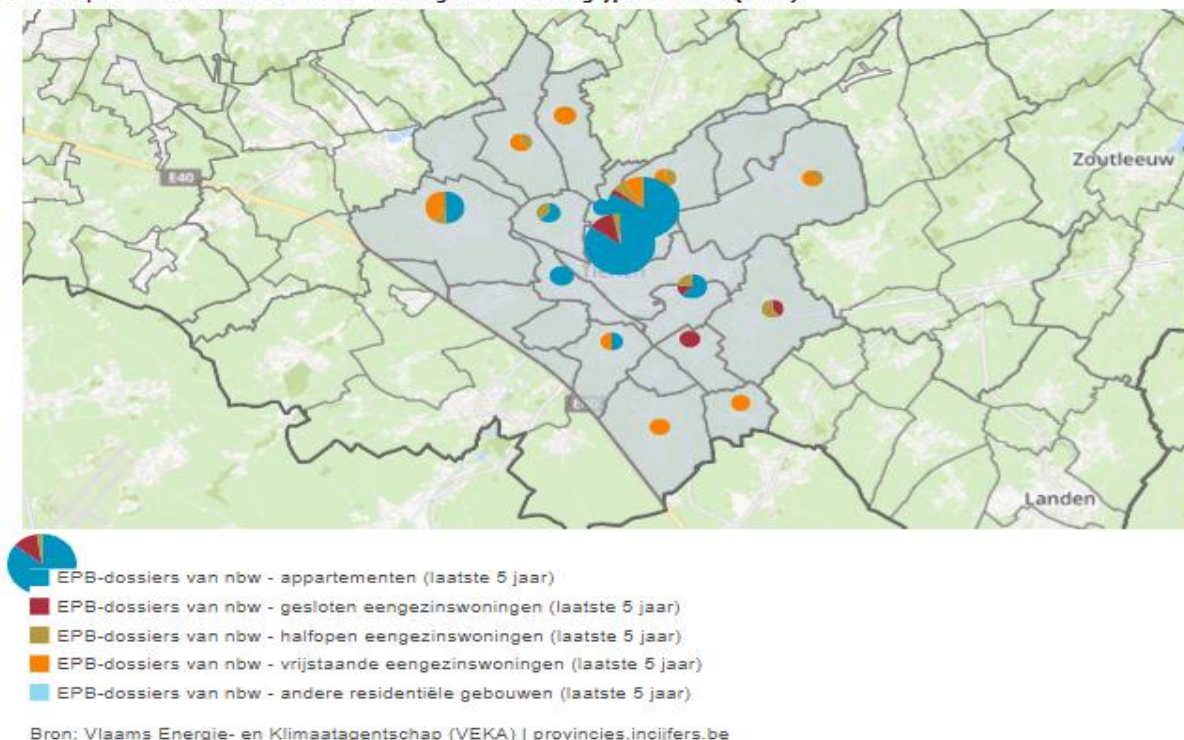 Zoutleeuw
E40
Landen
EPB-dossiers van nbw - appartementen (laatste 5 jaar)
EPB-dossiers van nbw - gesloten eengezinswoningen (laatste 5 jaar)
EPB-dossiers van nbw - halfopen eengezinswoningen (laatste 5 jaar)
EPB-dossiers van nbw - vrijstaande eengezinswoningen (laatste 5 jaar)
EPB-dossiers van nbw - andere residentiële gebouwen (laatste 5 jaar)
Bron: Vlaams Energie- en Klimaatagentschap (VEKA) | provincies.incijfers.be